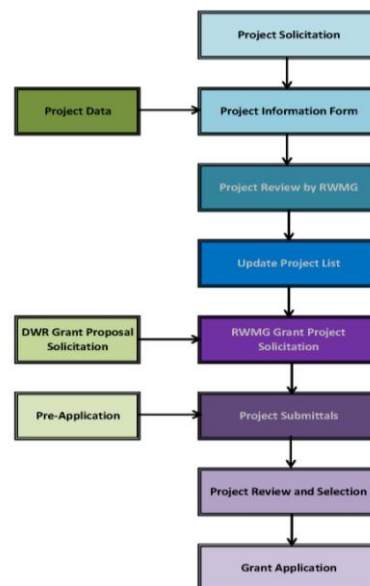 Project Solicitation
Project Data
Project Information Form
Project Review by RWMG
Update Project List
DWR Grant Proposal
Solicitation
RWMG Grant Project
Solicitation
Pre-Application
Project Submittals
Project Review and Selection
Grant Application